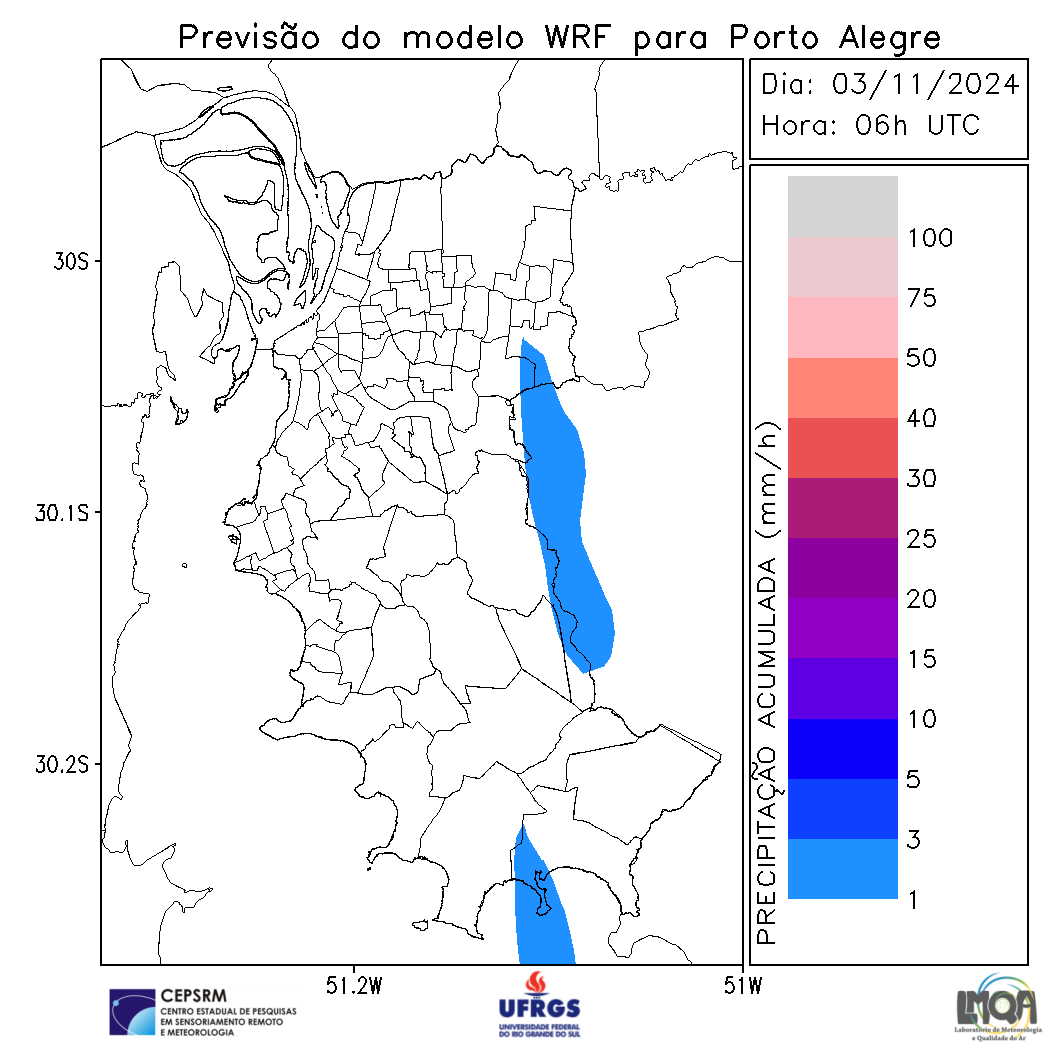 Previsão do modelo WRF para Porto Alegre
Dia: 03/11/2024
Hora: 06h UTC
30S
30.1S
30.2S
51.2W
51W
PRECIPITAÇÃO ACUMULADA (mm/h)
100
75
50
40
30
25
20
15
10
5
3
1
CEPSRM
CENTRO ESTADUAL DE PESQUISAS
EM SENSORIAMENTO REMOTO
E METEOROLOGIA
UFRGS
UNIVERSIDADE FEDERAL
DO RIO GRANDE DO SUL
LMQA
Laboratório de Meteorologia
e Qualidade do Ar